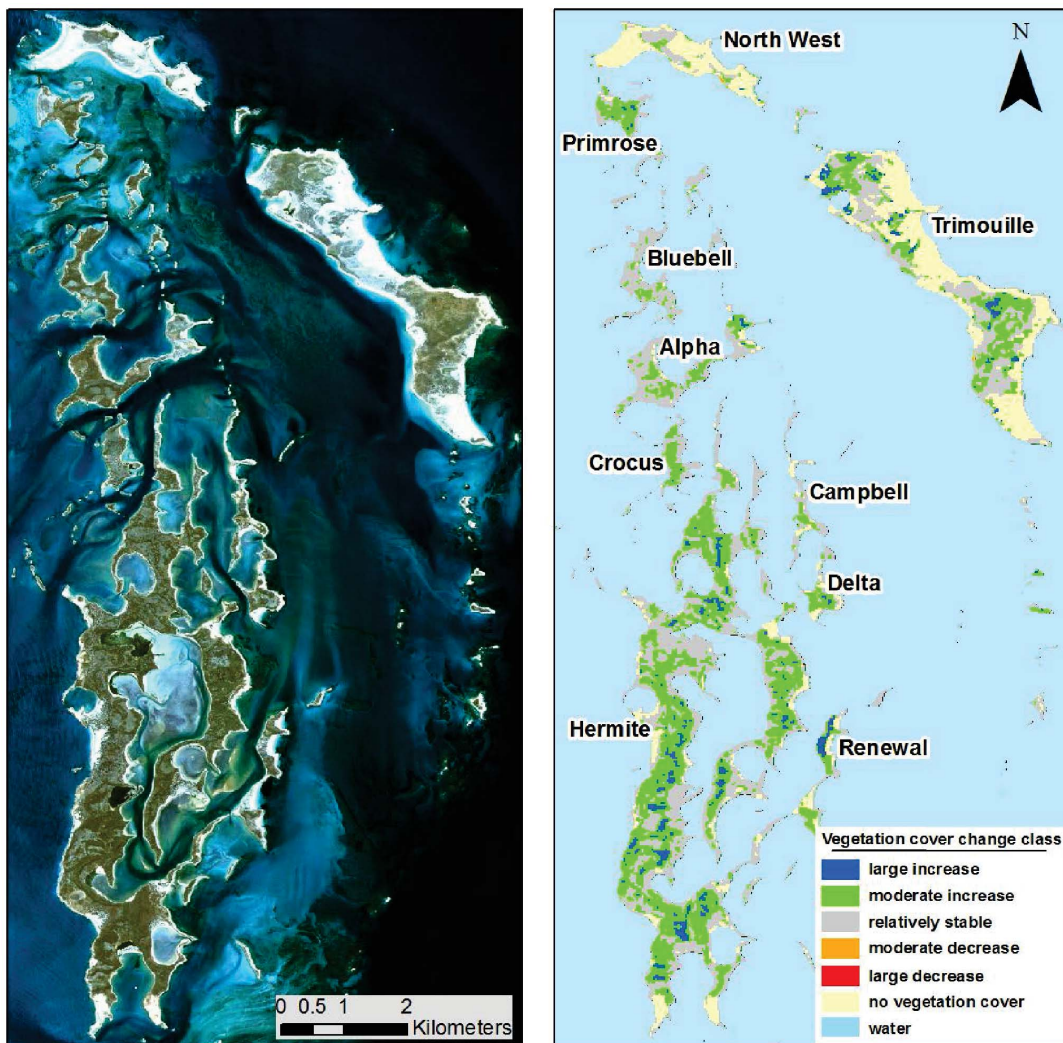 North West
N
Primrose
Trimouille
Bluebell
Alpha
Crocus
Campbell
Delta
Hermite
Renewal
Vegetation cover change class
large increase
moderate increase
relatively stable
moderate decrease
large decrease
no vegetation cover
water
0 0.5 1 2
Kilometers